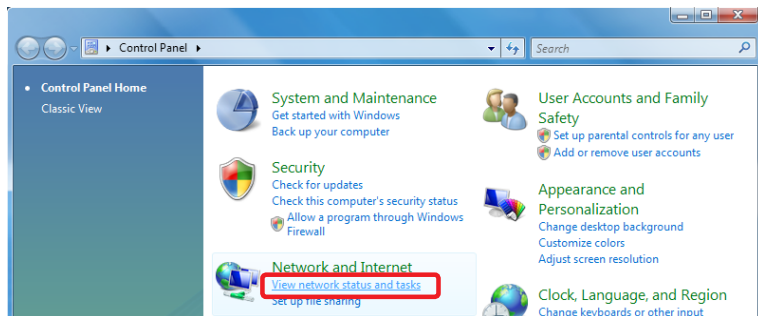 Control Panel
Search
Control Panel Home
Classic View
System and Maintenance
Get started with Windows
Back up your computer
Security
Check for updates
Check this computer's security status
Allow a program through Windows
Firewall
Network and Internet
View network status and tasks
Set up file sharing
User Accounts and Family
Safety
Set up parental controls for any user
Add or remove user accounts
Appearance and
Personalization
Change desktop background
Customize colors
Adjust screen resolution
Clock, Language, and Region
Change keyboards or other input